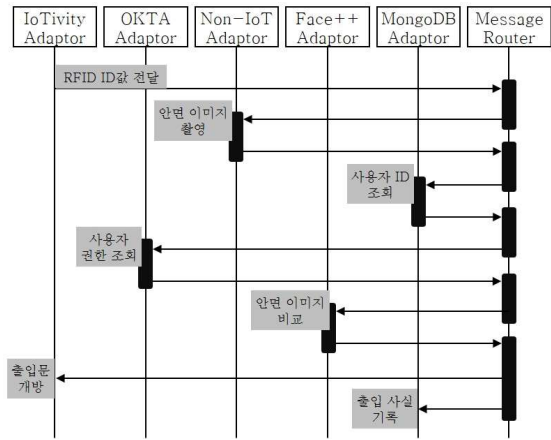 IoTivity Adaptor
OKTA Adaptor
Non-IoT Adaptor
Face++ Adaptor
MongoDB Adaptor
Message Router
RFID ID값 전달
안면 이미지
촬영
사용자 ID
조회
사용자
권한 조회
안면 이미지
비교
출입문
개방
출입 사실
기록